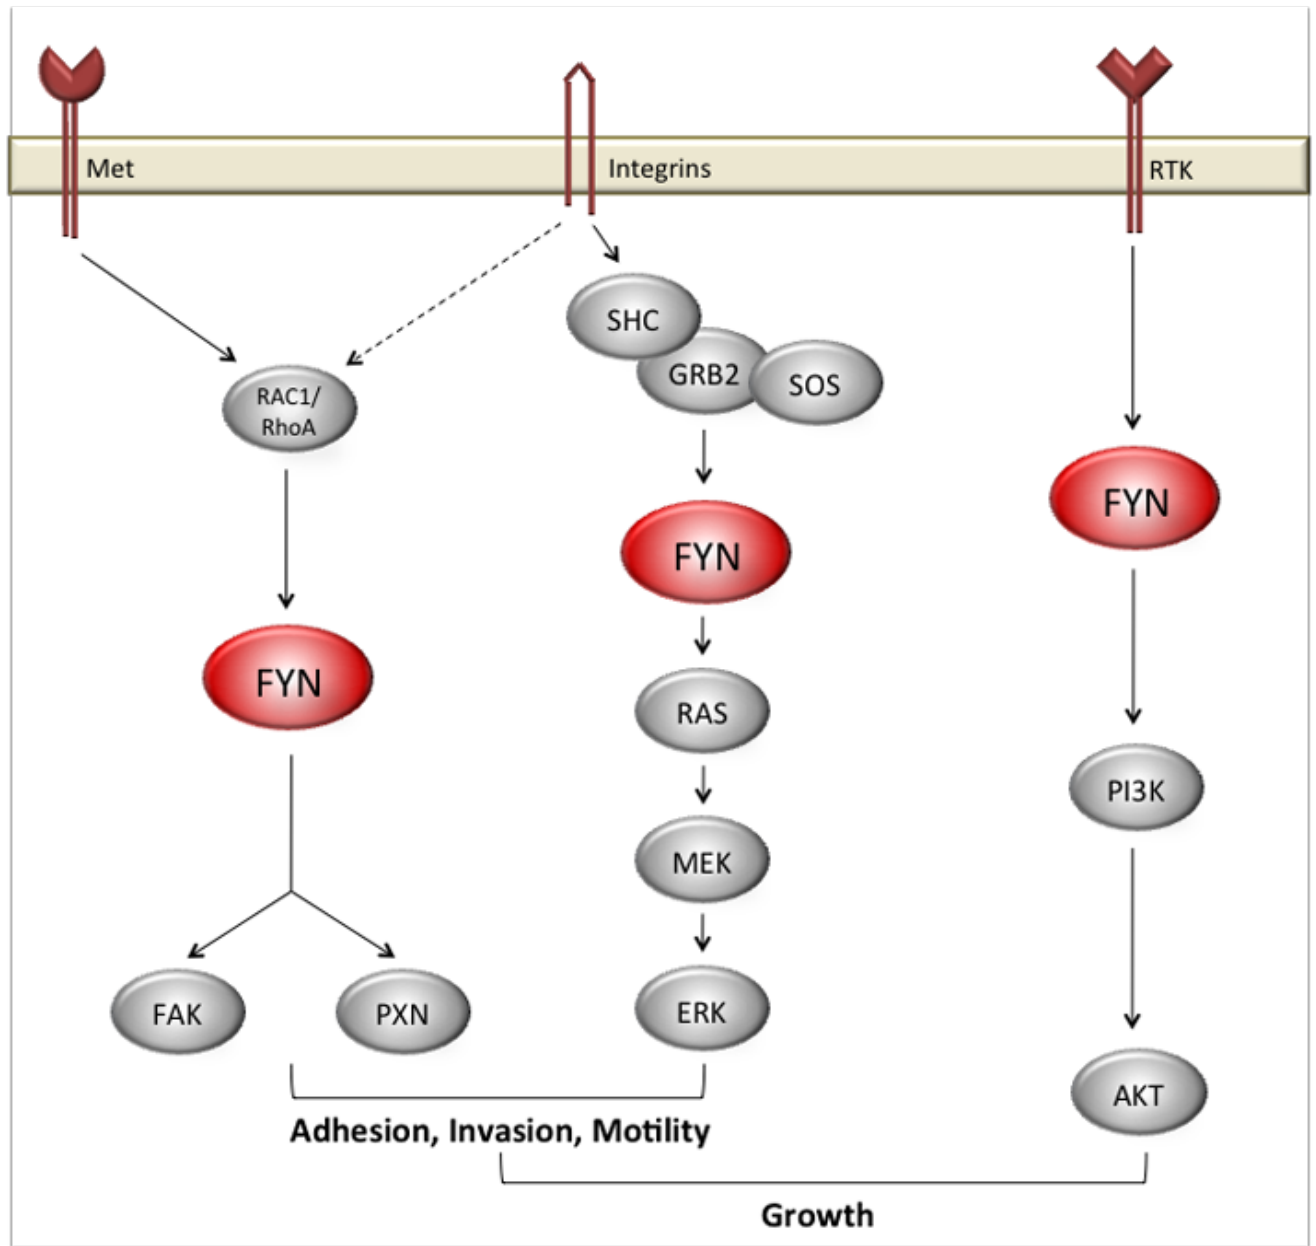 Met
Integrins
RTK
SHC
GRB2
SOS
RAC1/
RhoA
FYN
FYN
FYN
RAS
PI3K
MEK
FAK
PXN
ERK
AKT
Adhesion, Invasion, Motility
Growth